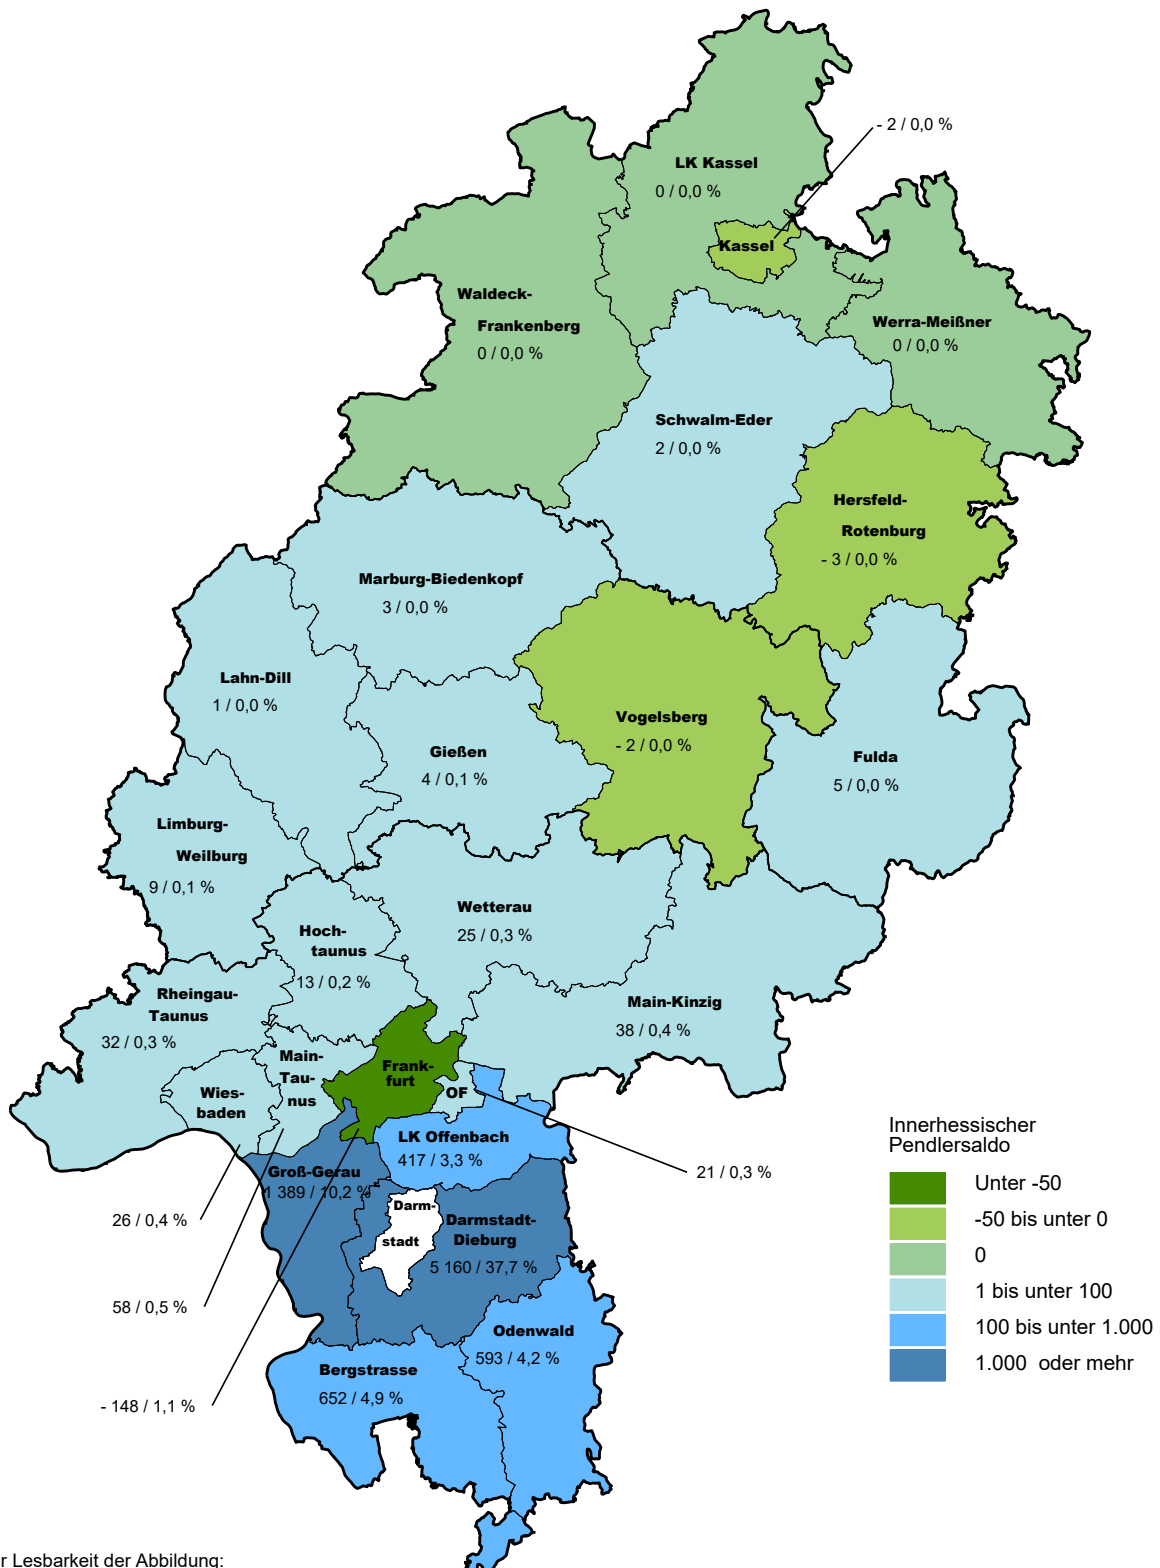 - 2 / 0,0 %
LK Kassel
0 / 0,0 %
Kassel
Waldeck-
Frankenberg
0 / 0,0 %
Werra-Meißner
0 / 0,0 %
Schwalm-Eder
2 / 0,0 %
Hersfeld-
Rotenburg
- 3 / 0,0 %
Marburg-Biedenkopf
3 / 0,0 %
Lahn-Dill
1 / 0,0 %
Vogelsberg
- 2 / 0,0 %
Gießen
4 / 0,1 %
Fulda
5 / 0,0 %
Limburg-
Weilburg
9 / 0,1 %
Wetterau
25 / 0,3 %
Hoch-
taunus
13 / 0,2 %
Rheingau-
Taunus
32 / 0,3 %
Main-Kinzig
38 / 0,4 %
Main-
Tau-
nus
Frank-
furt
Wies-
baden
OF
LK Offenbach
417 / 3,3 %
21 / 0,3 %
Groß-Gerau
1 389 / 10,2 %
Darm-
stadt
Darmstadt-
Dieburg
5 160 / 37,7 %
26 / 0,4 %
58 / 0,5 %
- 148 / 1,1 %
Odenwald
593 / 4,2 %
Bergstrasse
652 / 4,9 %
Innerhessischer
Pendlersaldo
Unter -50
-50 bis unter 0
0
1 bis unter 100
100 bis unter 1.000
1.000 oder mehr
r Lesbarkeit der Abbildung: